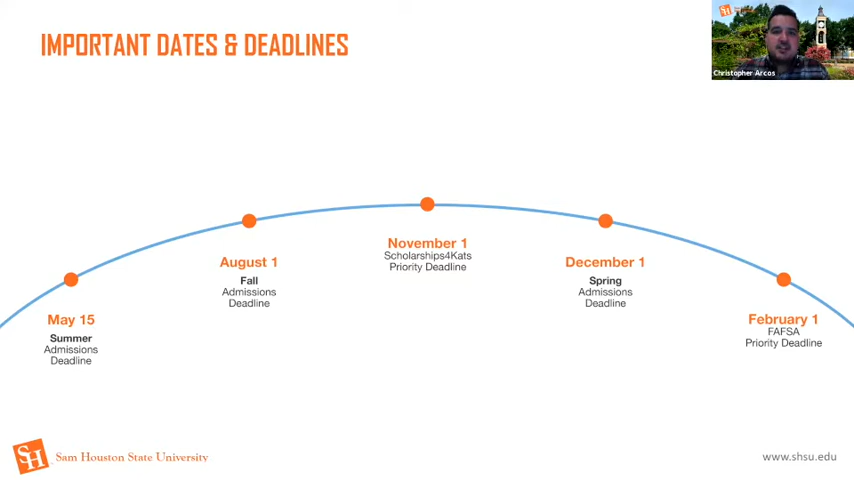 IMPORTANT DATES & DEADLINES
Christopher Arcos
May 15
Summer
Admissions
Deadline
August 1
Fall
Admissions
Deadline
November 1
Scholarships4Kats
Priority Deadline
December 1
Spring
Admissions
Deadline
February 1
FAFSA
Priority Deadline
SH
Sam Houston State University
www.shsu.edu